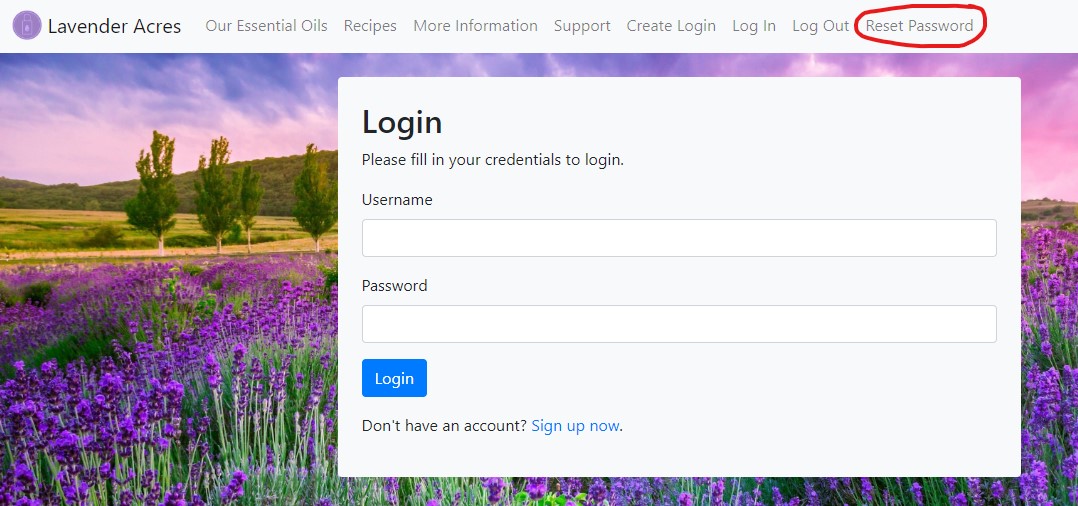 Lavender Acres Our Essential Oils Recipes More Information Support Create Login Log In Log Out Reset Password
Login
Please fill in your credentials to login.
Username
Password
Login
Don't have an account? Sign up now.